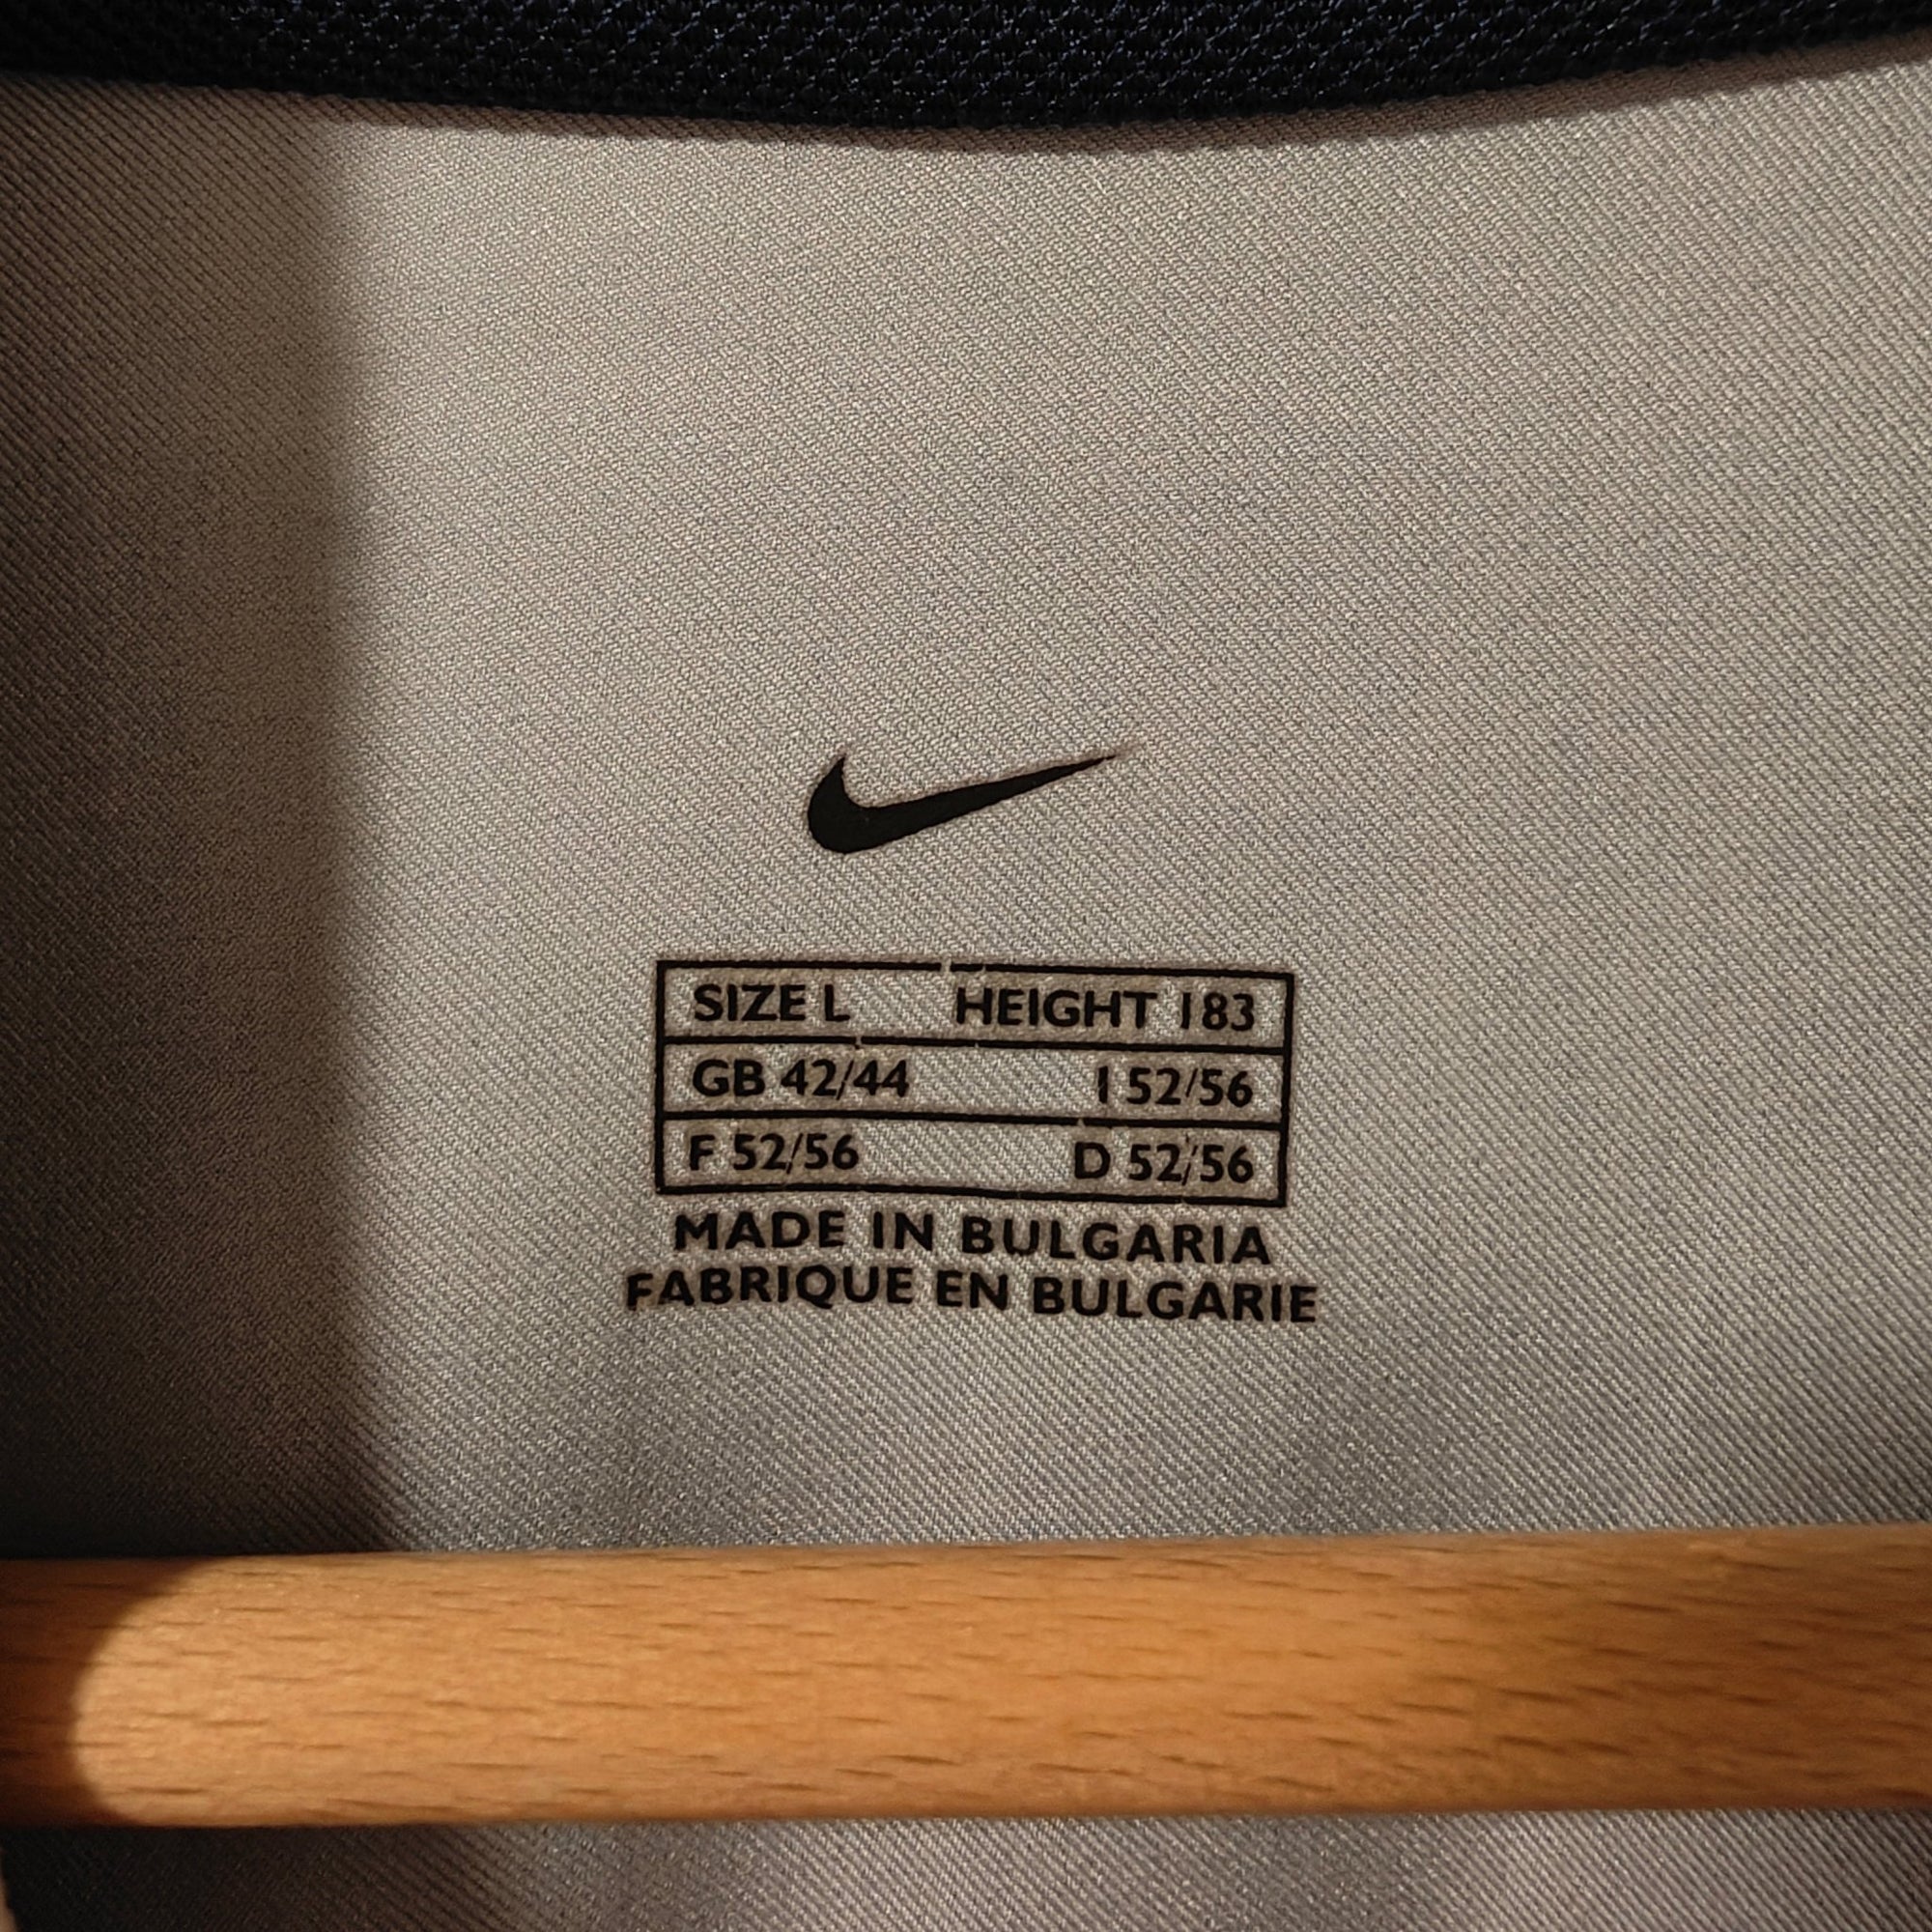 SIZE L HEIGHT 183
GB 42/44 I 52/56
F 52/56 D 52/56
MADE IN BULGARIA
FABRIQUE EN BULGARIE